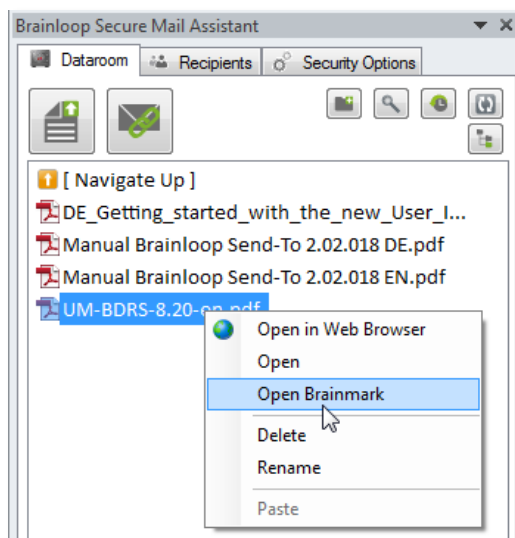 Brainloop Secure Mail Assistant
Dataroom Recipients Security Options
[ Navigate Up ]
DE_Getting_started_with_the_new_User_I...
Manual Brainloop Send-To 2.02.018 DE.pdf
Manual Brainloop Send-To 2.02.018 EN.pdf
UM-BDRS-8.20-en.pdf
Open in Web Browser
Open
Open Brainmark
Delete
Rename
Paste